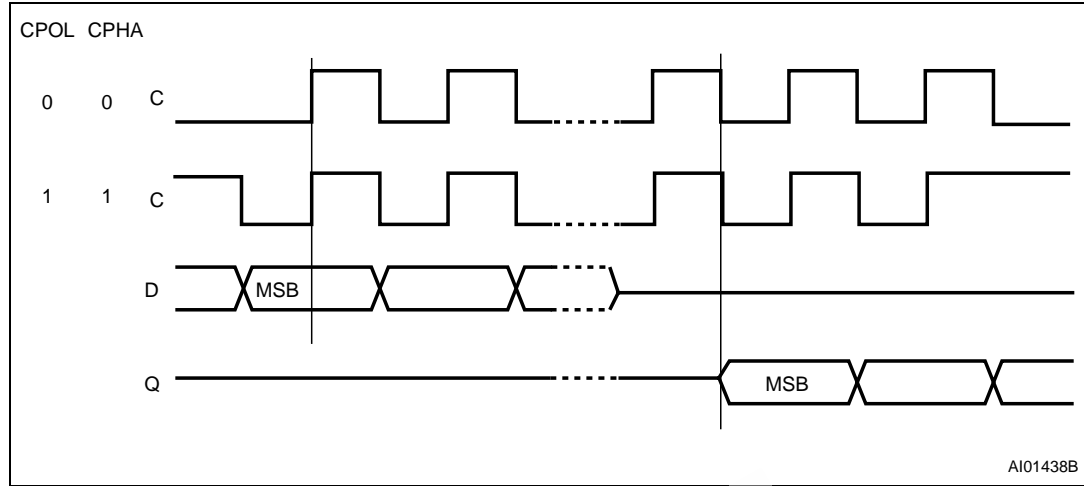 CPOL CPHA
0 0 C
1 1 C
D MSB
Q MSB
AI01438B